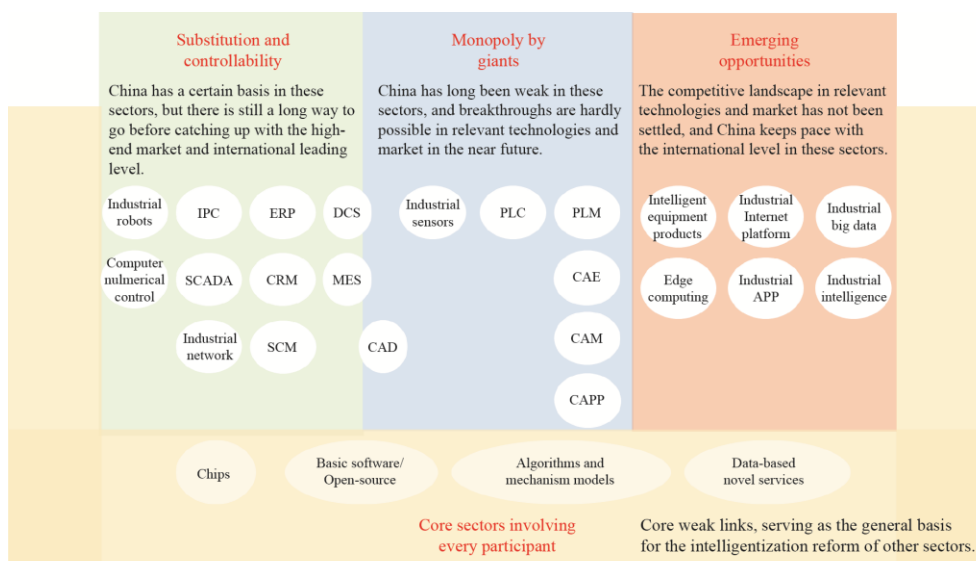 Substitution and
controllability
China has a certain basis in these
sectors, but there is still a long way to
go before catching up with the high-
end market and international leading
level.
Industrial
robots
IPC
ERP
DCS
Computer
nulmerical
control
SCADA
CRM
MES
Industrial
network
SCM
CAD
Monopoly by
giants
China has long been weak in these
sectors, and breakthroughs are hardly
possible in relevant technologies and
market in the near future.
Industrial
sensors
PLC
PLM
CAE
CAM
CAPP
Emerging
opportunities
The competitive landscape in relevant
technologies and market has not been
settled, and China keeps pace with
the international level in these sectors.
Intelligent
equipment
products
Industrial
Internet
platform
Industrial
big data
Edge
computing
Industrial
APP
Industrial
intelligence
Chips
Basic software/
Open-source
Algorithms and
mechanism models
Data-based
novel services
Core sectors involving
every participant
Core weak links, serving as the general basis
for the intelligentization reform of other sectors.